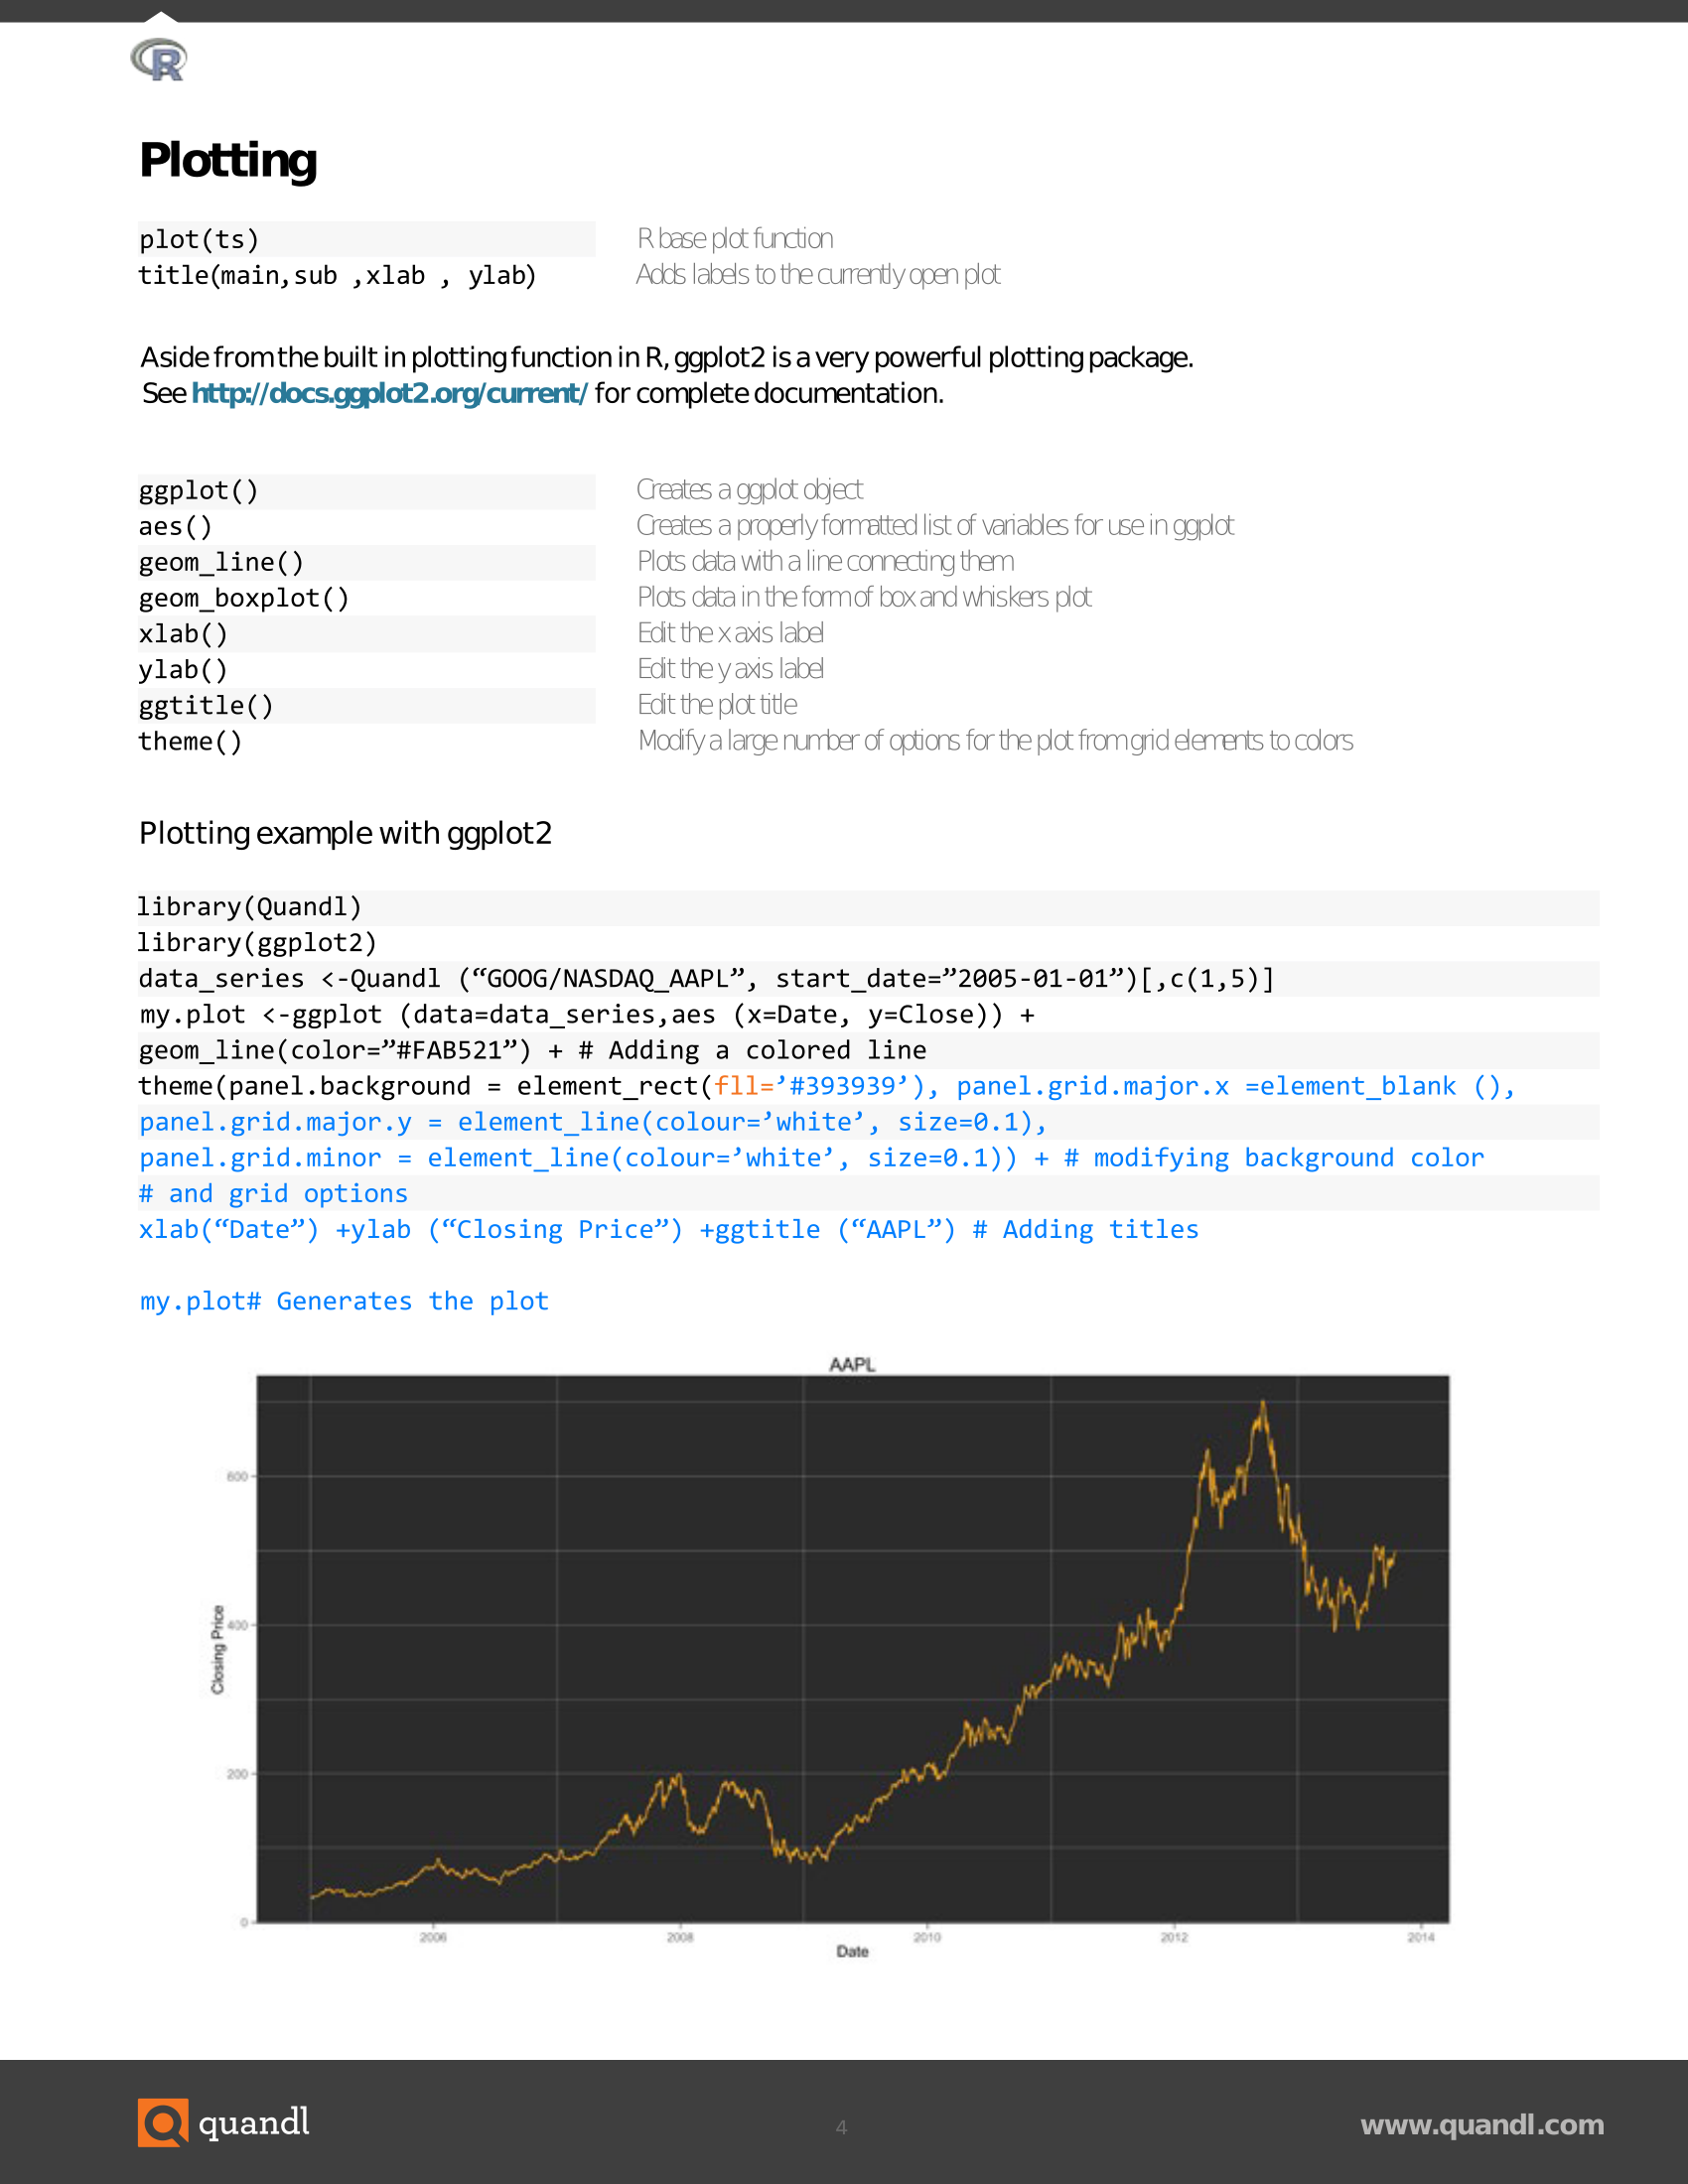 R
Plotting
plot(ts) R base plot function
title(main,sub ,xlab , ylab) Adds labels to the currently open plot
Aside from the built in plotting function in R, ggplot2 is a very powerful plotting package.
See http://docs.ggplot2.org/current/ for complete documentation.
ggplot() Creates a ggplot object
aes() Creates a properly formatted list of variables for use in ggplot
geom_line() Plots data with a line connecting them
geom_boxplot() Plots data in the form of box and whiskers plot
xlab() Edit the x axis label
ylab() Edit the y axis label
ggtitle() Edit the plot title
theme() Modify a large number of options for the plot from grid elements to colors
Plotting example with ggplot2
library(Quandl)
library(ggplot2)
data_series <-Quandl (“GOOG/NASDAQ_AAPL”, start_date=”2005-01-01”)[,c(1,5)]
my.plot <-ggplot (data=data_series,aes (x=Date, y=Close)) +
geom_line(color=”#FAB521”) + # Adding a colored line
theme(panel.background = element_rect(fll=’#393939’), panel.grid.major.x =element_blank (),
panel.grid.major.y = element_line(colour=’white’, size=0.1),
panel.grid.minor = element_line(colour=’white’, size=0.1)) + # modifying background color
# and grid options
xlab(“Date”) +ylab (“Closing Price”) +ggtitle (“AAPL”) # Adding titles
my.plot# Generates the plot
AAPL
600
400
200
0
Closing Price
2006 2008 2010 2012 2014
Date
quandl 4 www.quandl.com